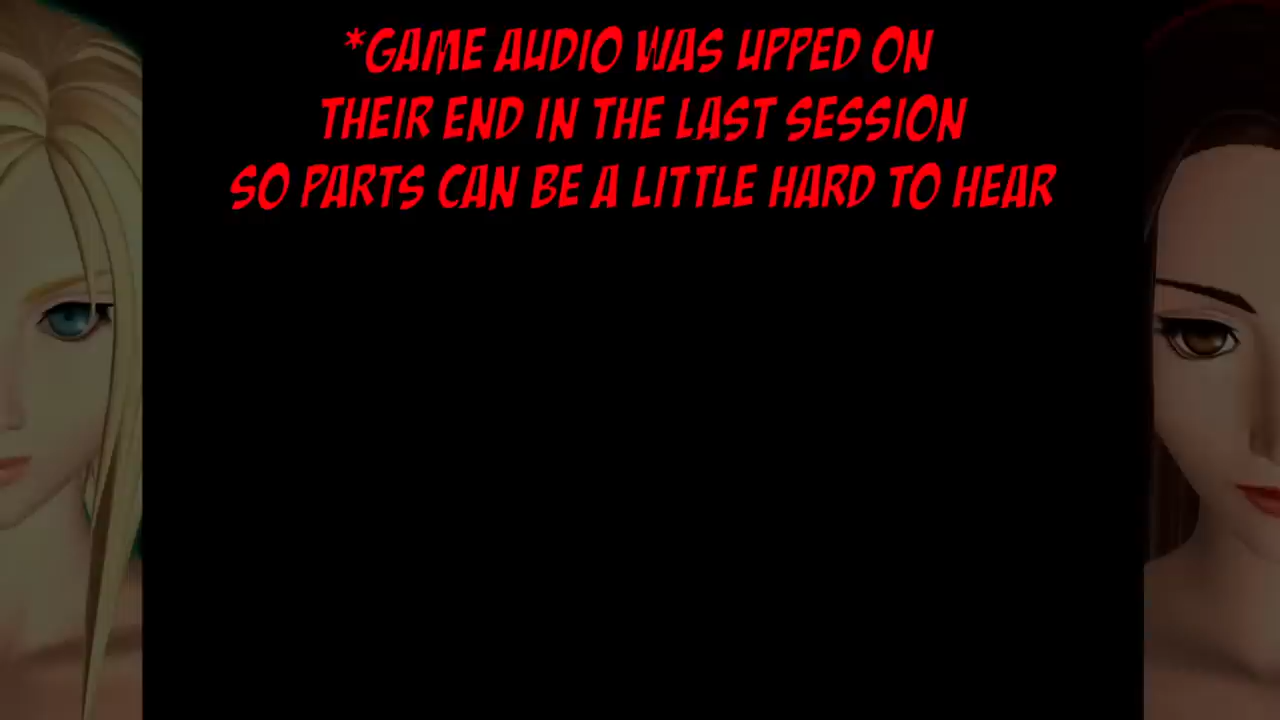 *GAME AUDIO WAS UPPED ON
THEIR END IN THE LAST SESSION
SO PARTS CAN BE A LITTLE HARD TO HEAR